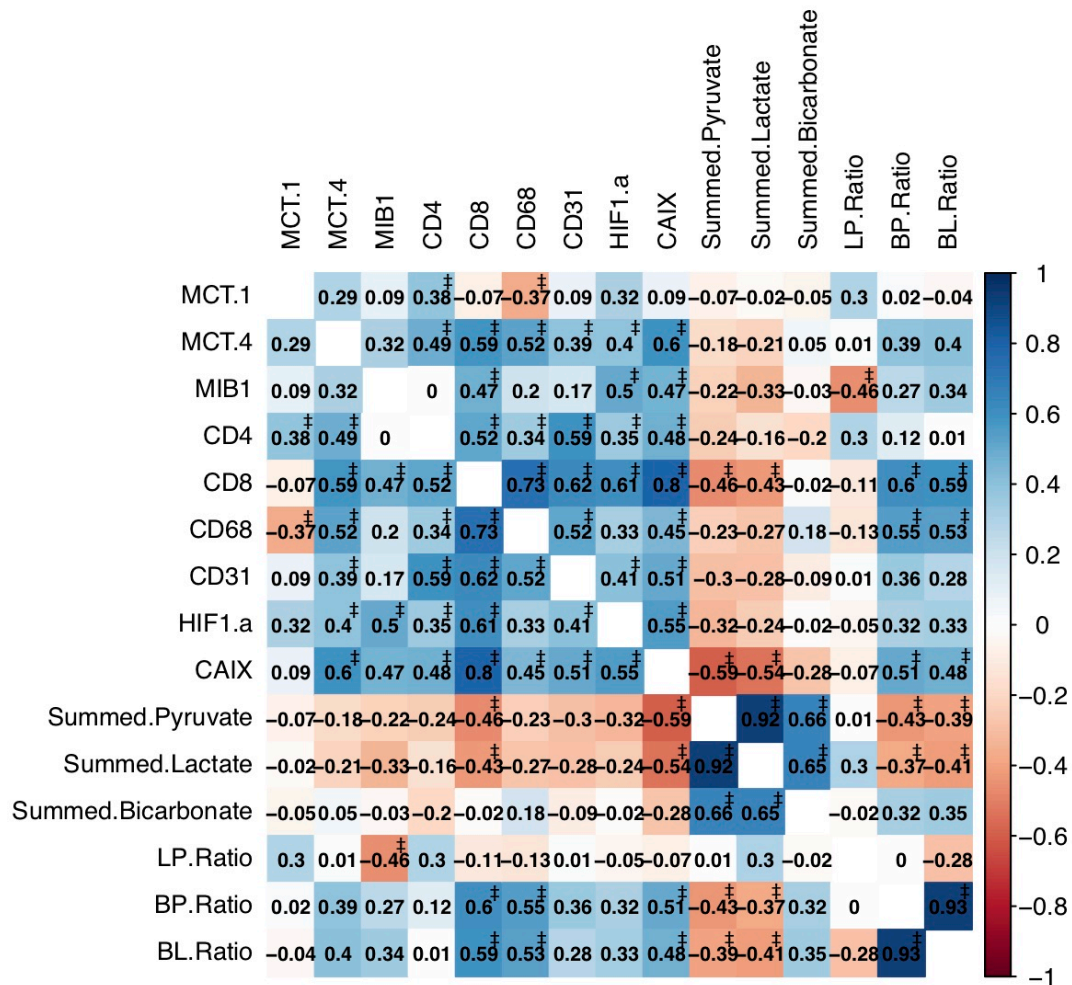 MCT.1 MCT.4 MIB1 CD4 CD8 CD68 CD31 HIF1.a CAIX Summed.Pyruvate Summed.Lactate Summed.Bicarbonate LP.Ratio BP.Ratio BL.Ratio
MCT.1 0.29 0.09 0.38‡ −0.07 −0.37‡ 0.09 0.32 0.09 −0.07 −0.02 −0.05 0.3 0.02 −0.04
MCT.4 0.29 0.32 0.49‡ 0.59‡ 0.52‡ 0.39‡ 0.4‡ 0.6‡ −0.18 −0.21 0.05 0.01 0.39 0.4
MIB1 0.09 0.32 0 0.47‡ 0.2 0.17 0.5‡ 0.47‡ −0.22 −0.33 −0.03 −0.46‡ 0.27 0.34
CD4 0.38‡ 0.49‡ 0 0.52‡ 0.34‡ 0.59‡ 0.35‡ 0.48‡ −0.24 −0.16 −0.2 0.3 0.12 0.01
CD8 −0.07 0.59‡ 0.47‡ 0.52‡ 0.73‡ 0.62‡ 0.61‡ 0.8‡ −0.46‡ −0.43‡ −0.02 −0.11 0.6‡ 0.59‡
CD68 −0.37‡ 0.52‡ 0.2 0.34‡ 0.73‡ 0.52‡ 0.33 0.45‡ −0.23 −0.27 0.18 −0.13 0.55‡ 0.53‡
CD31 0.09 0.39‡ 0.17 0.59‡ 0.62‡ 0.52‡ 0.41‡ 0.51‡ −0.3 −0.28 −0.09 0.01 0.36 0.28
HIF1.a 0.32 0.4‡ 0.5‡ 0.35‡ 0.61‡ 0.33 0.41‡ 0.55‡ −0.32 −0.24 −0.02 −0.05 0.32 0.33
CAIX 0.09 0.6‡ 0.47‡ 0.48‡ 0.8‡ 0.45‡ 0.51‡ 0.55‡ −0.59‡ −0.54‡ −0.28 −0.07 0.51‡ 0.48‡
Summed.Pyruvate −0.07 −0.18 −0.22 −0.24 −0.46‡ −0.23 −0.3 −0.32 −0.59‡ 0.92‡ 0.66‡ 0.01 −0.43‡ −0.39‡
Summed.Lactate −0.02 −0.21 −0.33 −0.16 −0.43‡ −0.27 −0.28 −0.24 −0.54‡ 0.92‡ 0.65‡ 0.3 −0.37‡ −0.41‡
Summed.Bicarbonate −0.05 0.05 −0.03 −0.2 −0.02 0.18 −0.09 −0.02 −0.28 0.66‡ 0.65‡ −0.02 0.32 0.35
LP.Ratio 0.3 0.01 −0.46‡ 0.3 −0.11 −0.13 0.01 −0.05 −0.07 0.01 0.3 −0.02 0 −0.28
BP.Ratio 0.02 0.39 0.27 0.12 0.6‡ 0.55‡ 0.36 0.32 0.51‡ −0.43‡ −0.37‡ 0.32 0 0.93‡
BL.Ratio −0.04 0.4 0.34 0.01 0.59‡ 0.53‡ 0.28 0.33 0.48‡ −0.39‡ −0.41‡ 0.35 −0.28 0.93‡
1
0.8
0.6
0.4
0.2
0
−0.2
−0.4
−0.6
−0.8
−1